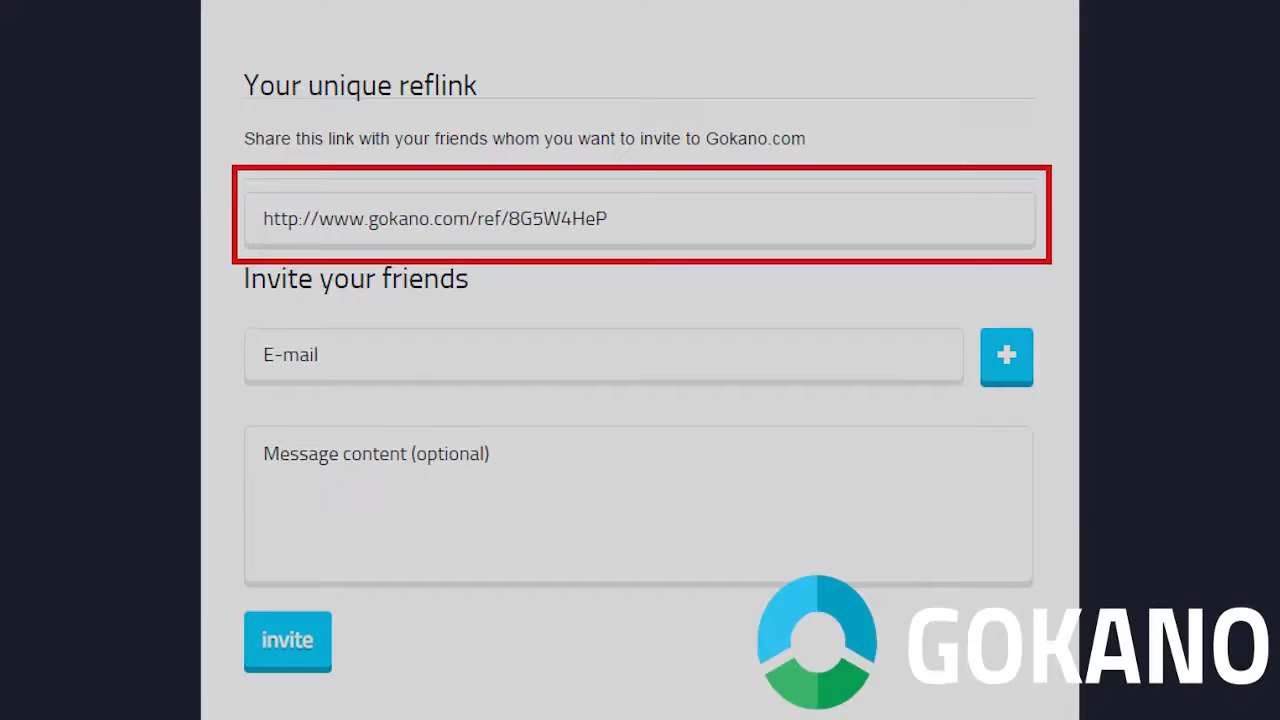 Your unique reflink
Share this link with your friends whom you want to invite to Gokano.com
http://www.gokano.com/ref/8G5W4HeP
Invite your friends
E-mail
Message content (optional)
invite
GOKANO